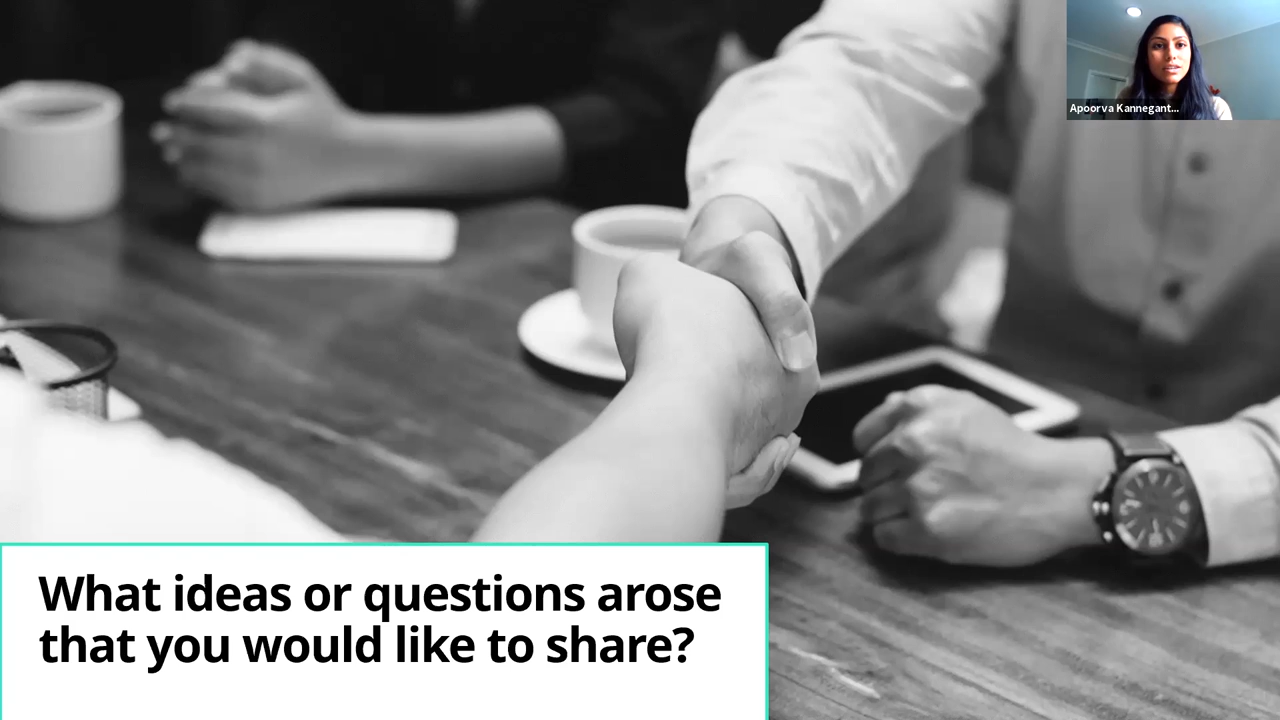 Apoorva Kannegant...
What ideas or questions arose
that you would like to share?